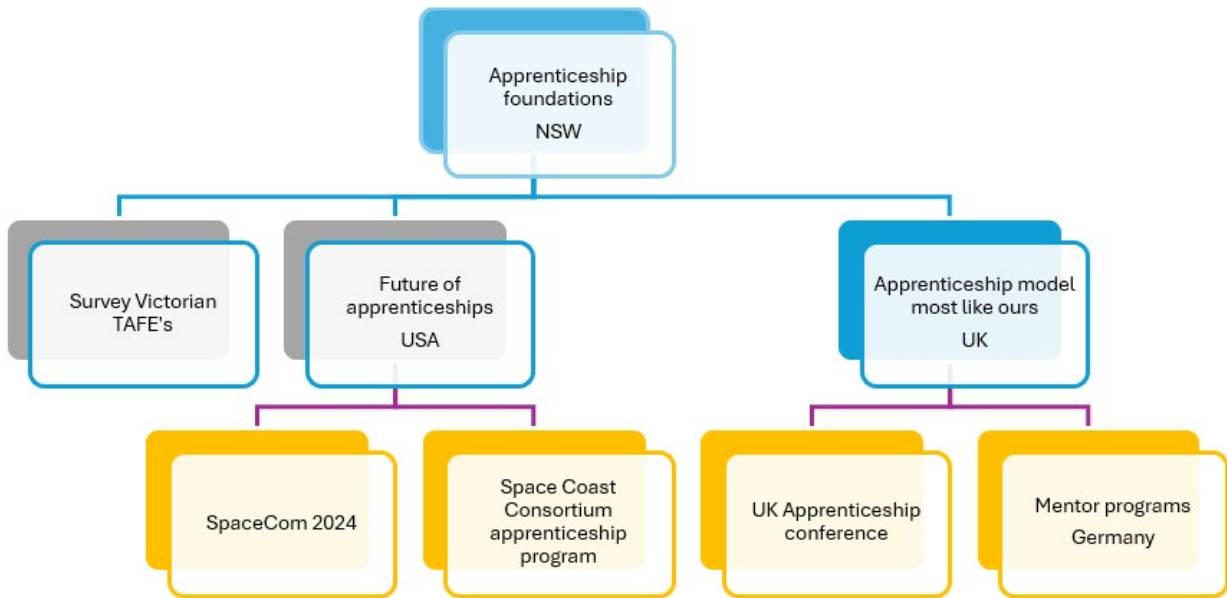 Apprenticeship
foundations
NSW
Survey Victorian
TAFE's
Future of
apprenticeships
USA
Apprenticeship model
most like ours
UK
SpaceCom 2024
Space Coast
Consortium
apprenticeship
program
UK Apprenticeship
conference
Mentor programs
Germany